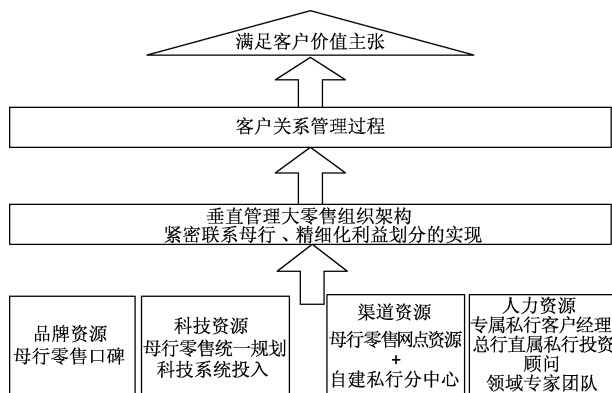 满足客户价值主张
客户关系管理过程
垂直管理大零售组织架构
紧密联系母行、精细化利益划分的实现
品牌资源
母行零售口碑
科技资源
母行零售统一规划
科技系统投入
渠道资源
母行零售网点资源
+
自建私行分中心
人力资源
专属私行客户经理
总行直属私行投资
顾问
领域专家团队